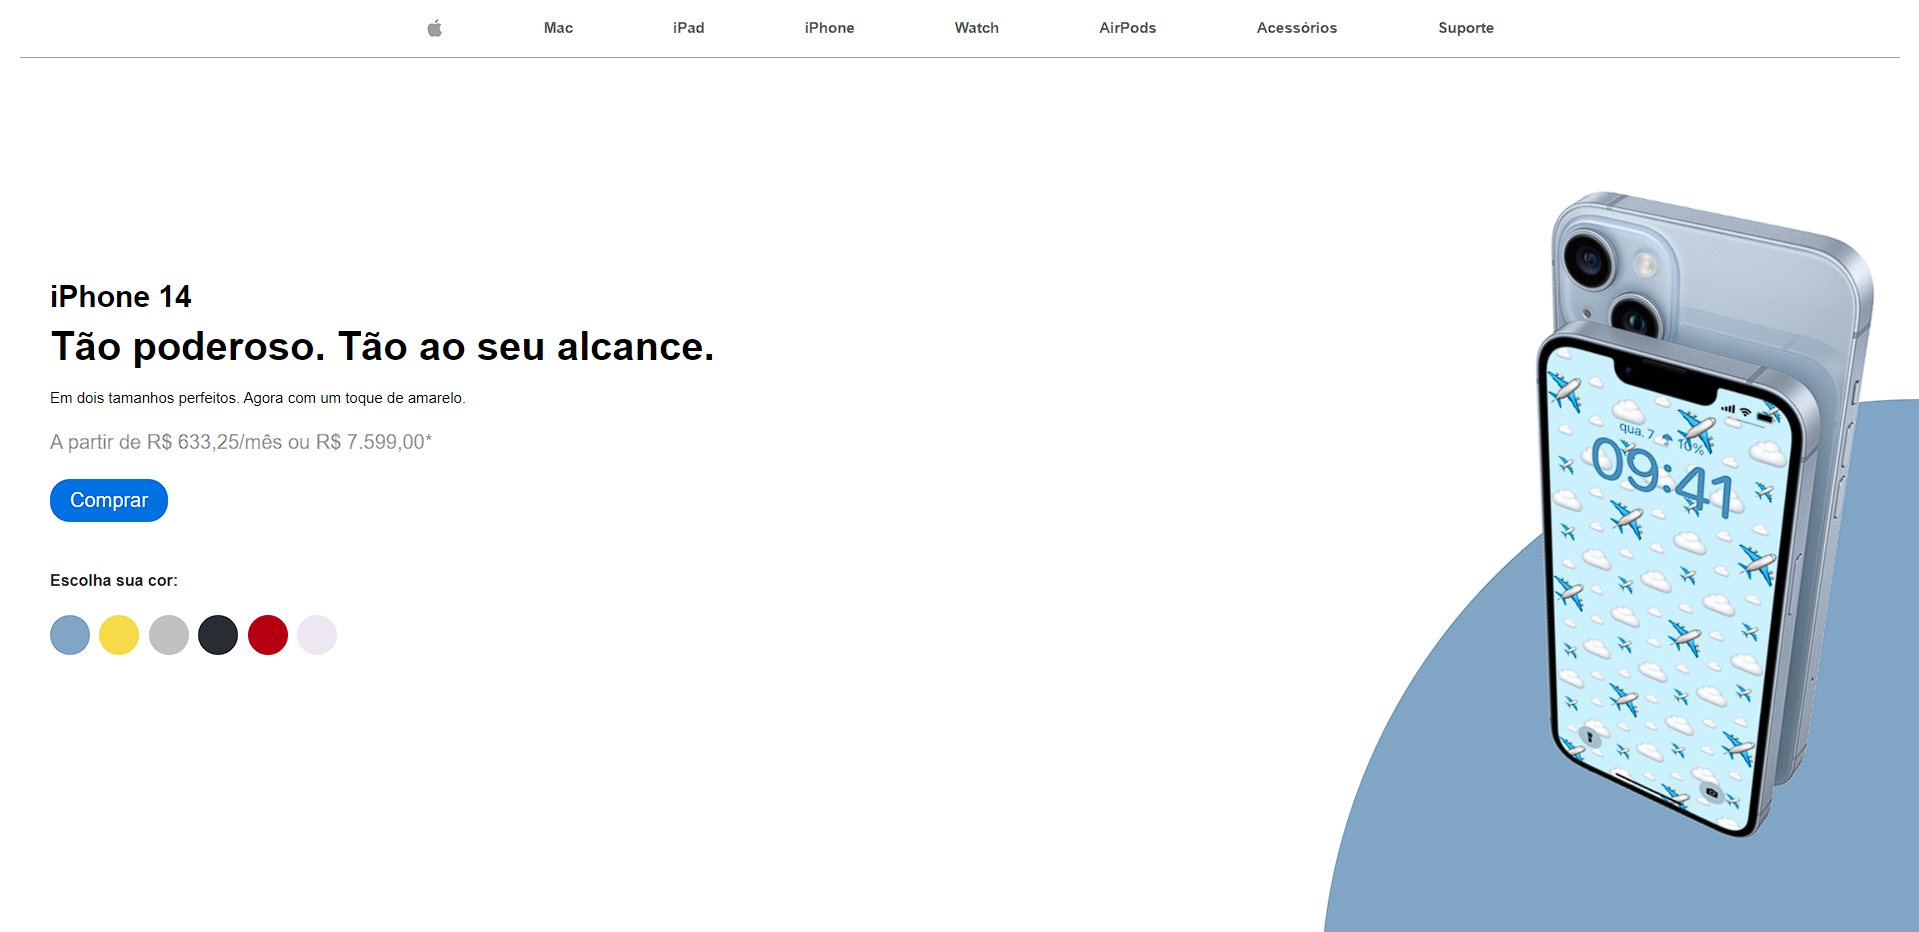 Mac iPad iPhone Watch AirPods Acessórios Suporte
iPhone 14
Tão poderoso. Tão ao seu alcance.
Em dois tamanhos perfeitos. Agora com um toque de amarelo.
A partir de R$ 633,25/mês ou R$ 7.599,00*
Comprar
Escolha sua cor:
qua. 7 10%
09:41